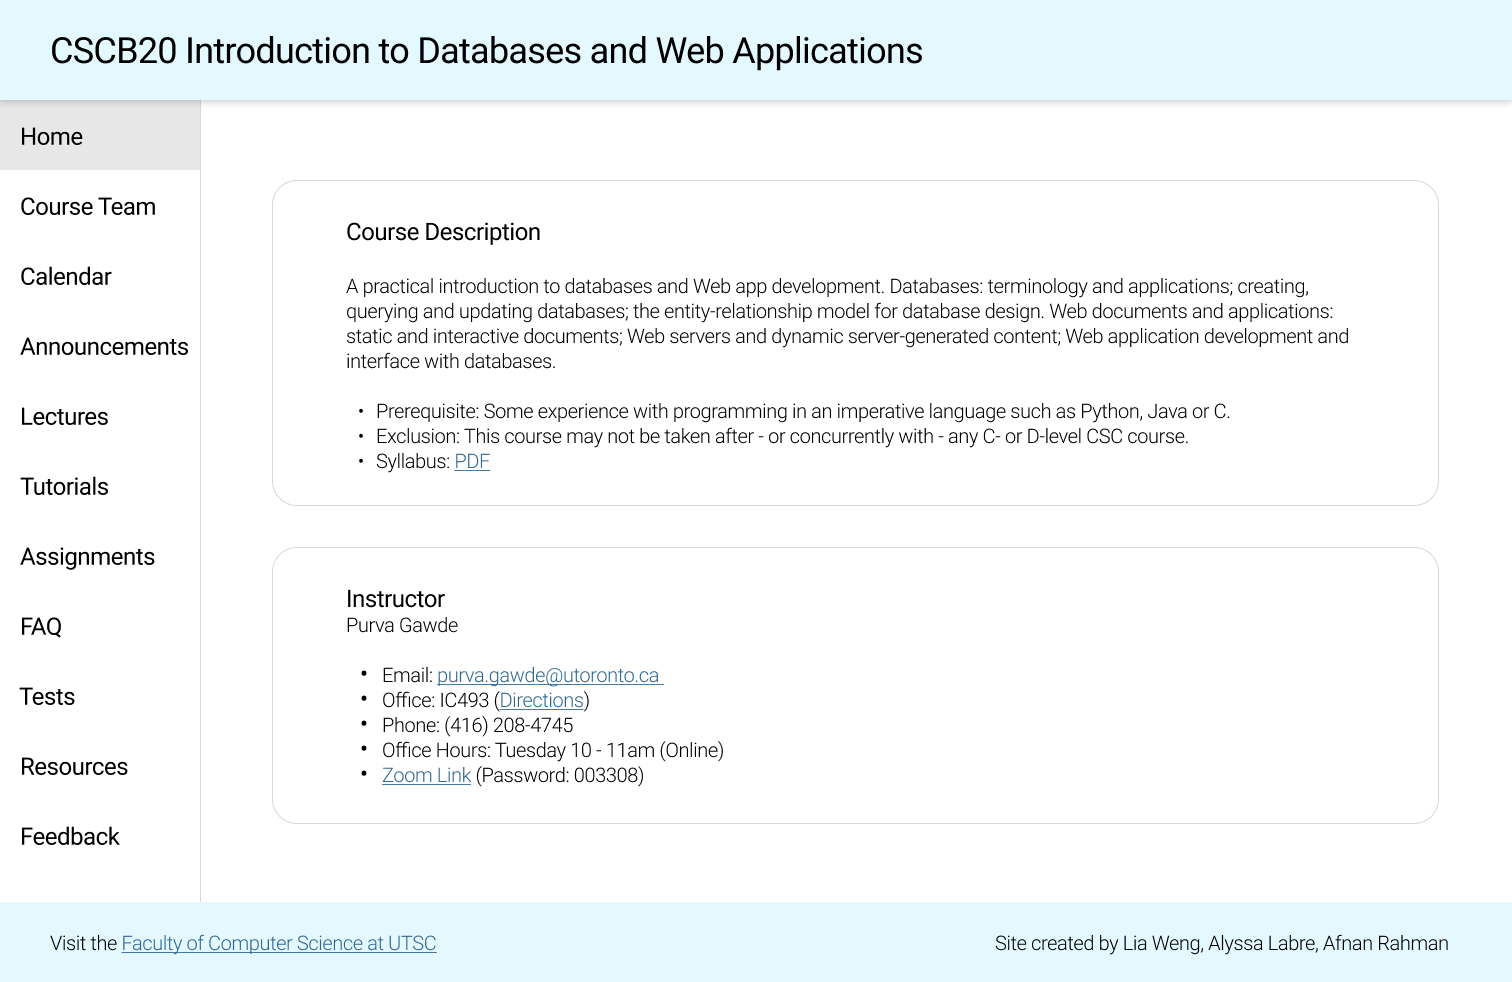 CSCB20 Introduction to Databases and Web Applications
Home
Course Team
Calendar
Announcements
Lectures
Tutorials
Assignments
FAQ
Tests
Resources
Feedback
Course Description
A practical introduction to databases and Web app development. Databases: terminology and applications; creating,
querying and updating databases; the entity-relationship model for database design. Web documents and applications:
static and interactive documents; Web servers and dynamic server-generated content; Web application development and
interface with databases.
• Prerequisite: Some experience with programming in an imperative language such as Python, Java or C.
• Exclusion: This course may not be taken after - or concurrently with - any C- or D-level CSC course.
• Syllabus: PDF
Instructor
Purva Gawde
• Email: purva.gawde@utoronto.ca
• Office: IC493 (Directions)
• Phone: (416) 208-4745
• Office Hours: Tuesday 10 - 11am (Online)
• Zoom Link (Password: 003308)
Visit the Faculty of Computer Science at UTSC
Site created by Lia Weng, Alyssa Labre, Afnan Rahman